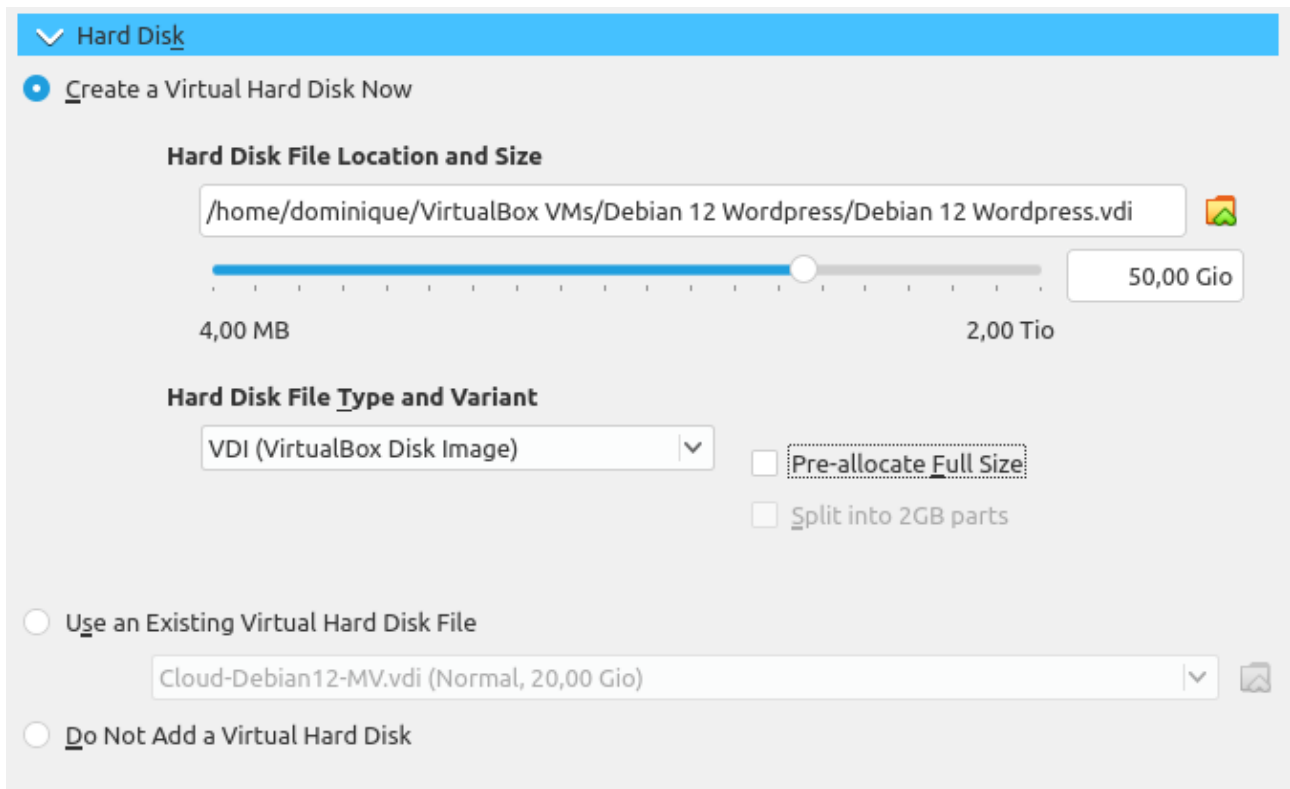 Hard Disk
Create a Virtual Hard Disk Now
Hard Disk File Location and Size
/home/dominique/VirtualBox VMs/Debian 12 Wordpress/Debian 12 Wordpress.vdi
50,00 Gio
4,00 MB 2,00 Tio
Hard Disk File Type and Variant
VDI (VirtualBox Disk Image)
Pre-allocate Full Size
Split into 2GB parts
Use an Existing Virtual Hard Disk File
Cloud-Debian12-MV.vdi (Normal, 20,00 Gio)
Do Not Add a Virtual Hard Disk